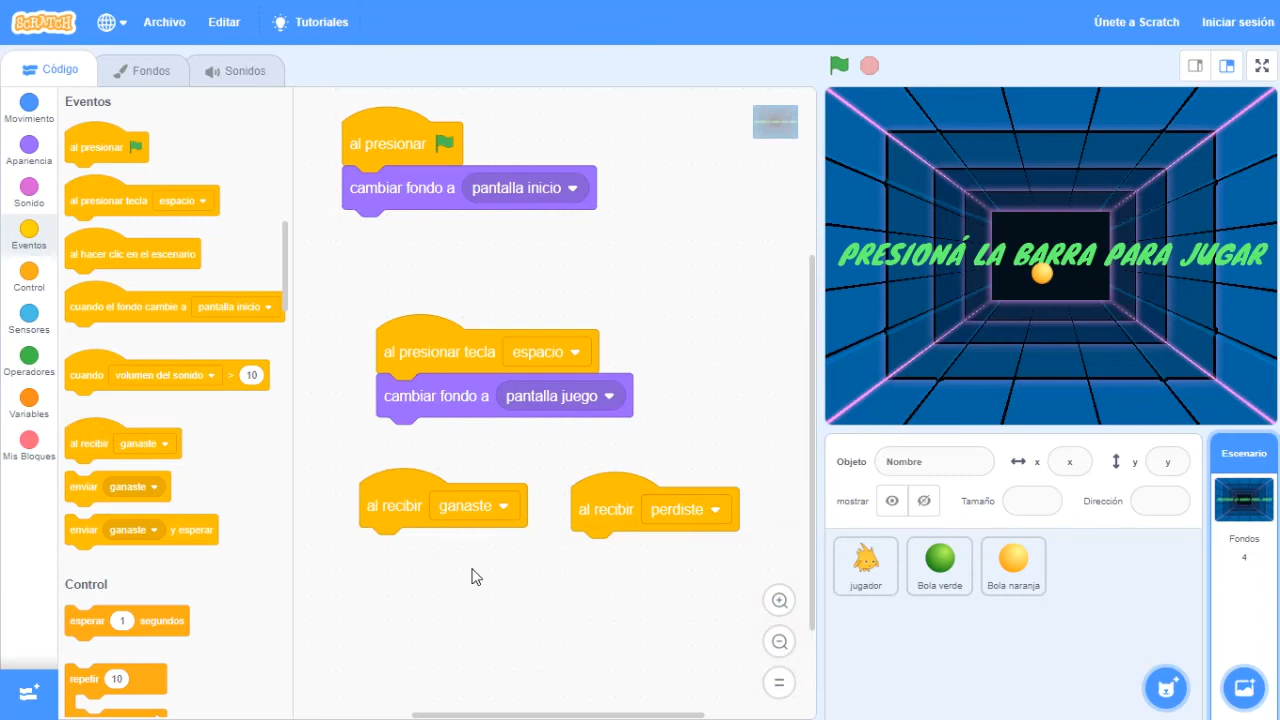 SCRATCH
Archivo
Editar
Tutoriales
Únete a Scratch
Iniciar sesión
Código
Fondos
Sonidos
Movimiento
Apariencia
Sonido
Eventos
Control
Sensores
Operadores
Variables
Mis Bloques
Eventos
al presionar
al presionar tecla espacio
al hacer clic en el escenario
cuando el fondo cambie a pantalla inicio
cuando volumen del sonido > 10
al recibir ganaste
enviar ganaste
enviar ganaste y esperar
Control
esperar 1 segundos
repetir 10
al presionar
cambiar fondo a pantalla inicio
al presionar tecla espacio
cambiar fondo a pantalla juego
al recibir ganaste
al recibir perdiste
PRESIONÁ LA BARRA PARA JUGAR
Objeto Nombre x x y y
mostrar Tamaño Dirección
jugador
Bola verde
Bola naranja
Escenario
Fondos
4